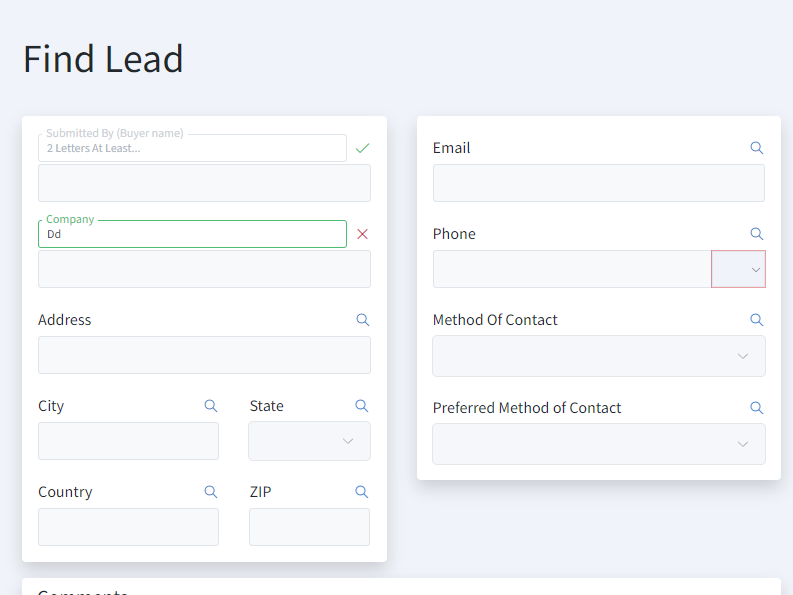 Find Lead
Submitted By (Buyer name)
2 Letters At Least...
Company
Dd
Address
City
State
Country
ZIP
Email
Phone
Method Of Contact
Preferred Method of Contact
Comments